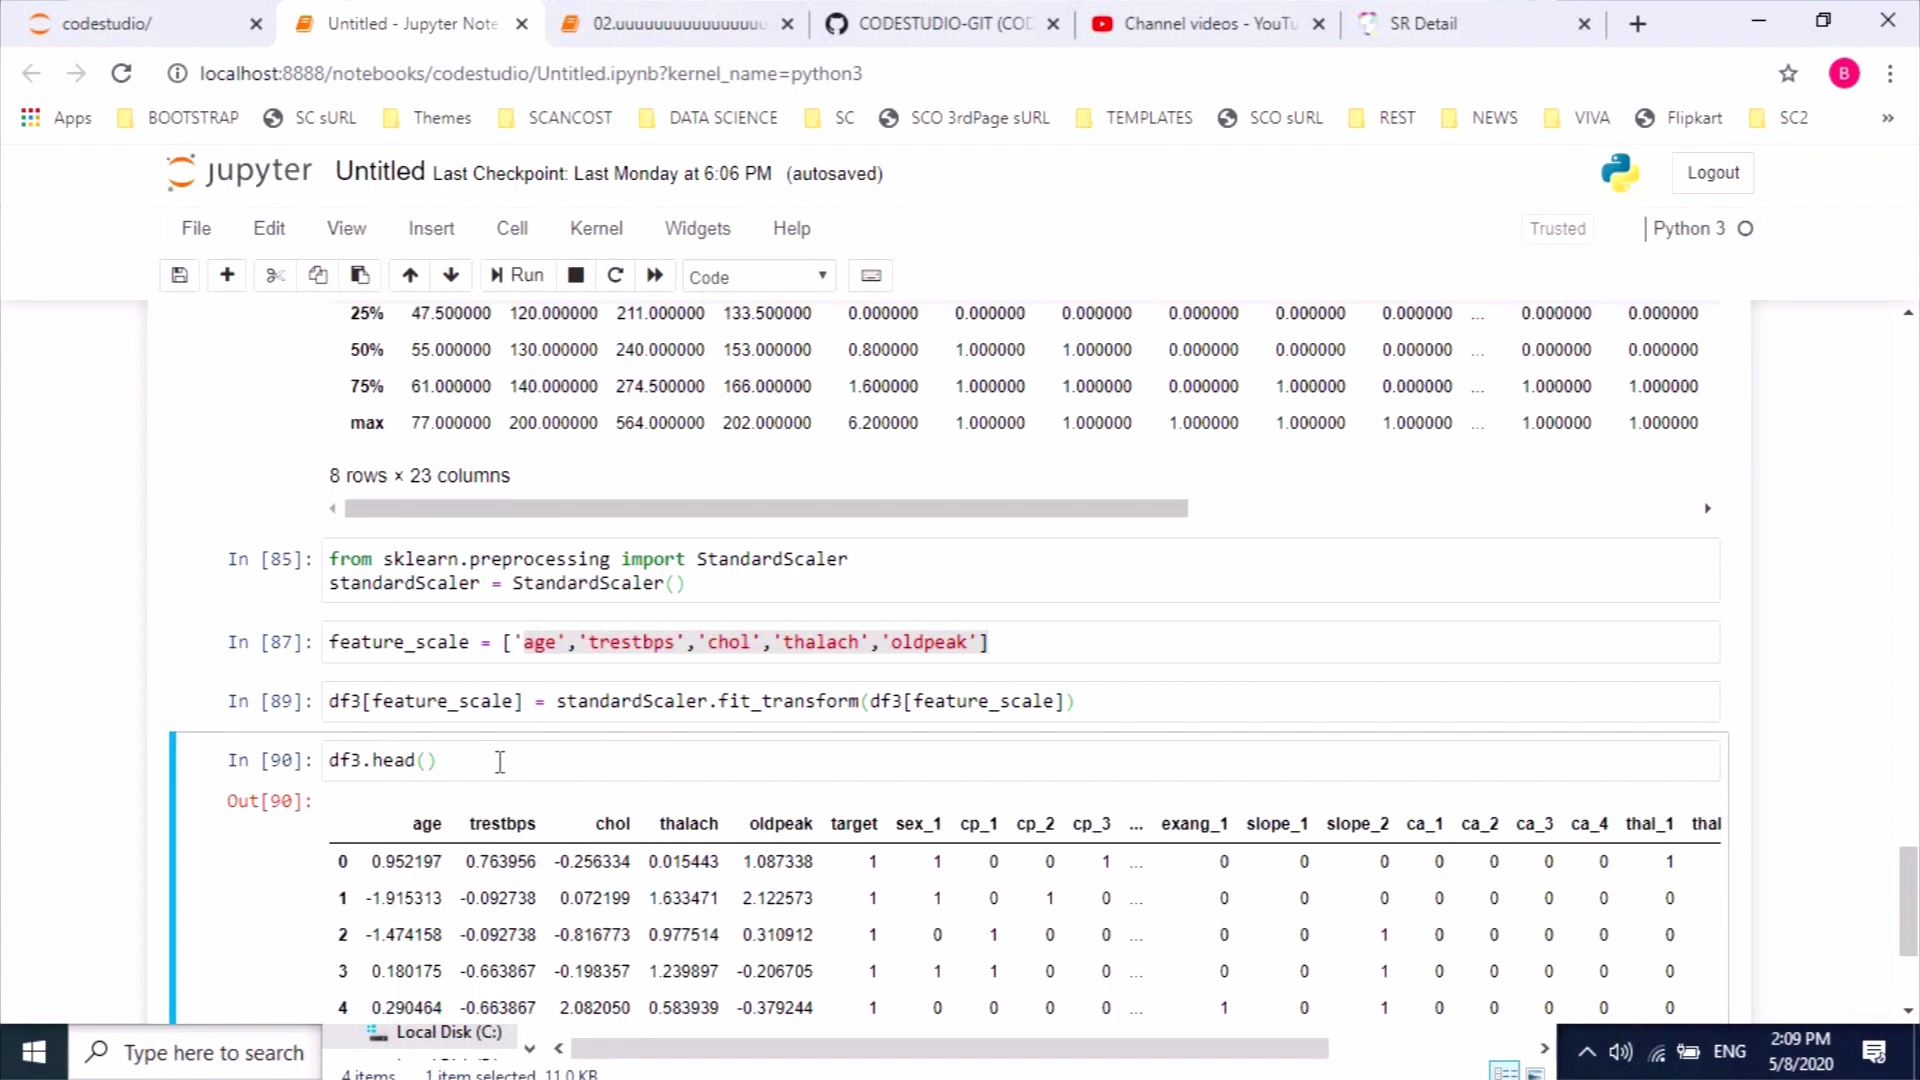 codestudio/
Untitled - Jupyter Note
02.uuuuuuuuuuuuuuuu
CODESTUDIO-GIT (COD
Channel videos - YouTu
SR Detail
localhost:8888/notebooks/codestudio/Untitled.ipynb?kernel_name=python3
B
Apps BOOTSTRAP SC sURL Themes SCANCOST DATA SCIENCE SC SCO 3rdPage sURL TEMPLATES SCO sURL REST NEWS VIVA Flipkart SC2 »
jupyter Untitled Last Checkpoint: Last Monday at 6:06 PM (autosaved)
Logout
File Edit View Insert Cell Kernel Widgets Help
Trusted Python 3
Run Code
25% 47.500000 120.000000 211.000000 133.500000 0.000000 0.000000 0.000000 0.000000 0.000000 0.000000 ... 0.000000 0.000000
50% 55.000000 130.000000 240.000000 153.000000 0.800000 1.000000 1.000000 0.000000 0.000000 0.000000 ... 0.000000 0.000000
75% 61.000000 140.000000 274.500000 166.000000 1.600000 1.000000 1.000000 0.000000 1.000000 0.000000 ... 1.000000 1.000000
max 77.000000 200.000000 564.000000 202.000000 6.200000 1.000000 1.000000 1.000000 1.000000 1.000000 ... 1.000000 1.000000
8 rows × 23 columns
In [85]: from sklearn.preprocessing import StandardScaler
standardScaler = StandardScaler()
In [87]: feature_scale = ['age','trestbps','chol','thalach','oldpeak']
In [89]: df3[feature_scale] = standardScaler.fit_transform(df3[feature_scale])
In [90]: df3.head()
Out[90]:
age trestbps chol thalach oldpeak target sex_1 cp_1 cp_2 cp_3 ... exang_1 slope_1 slope_2 ca_1 ca_2 ca_3 ca_4 thal_1 thal
0 0.952197 0.763956 -0.256334 0.015443 1.087338 1 1 0 0 1 ... 0 0 0 0 0 0 0 1
1 -1.915313 -0.092738 0.072199 1.633471 2.122573 1 1 0 1 0 ... 0 0 0 0 0 0 0 0
2 -1.474158 -0.092738 -0.816773 0.977514 0.310912 1 0 1 0 0 ... 0 0 1 0 0 0 0 0
3 0.180175 -0.663867 -0.198357 1.239897 -0.206705 1 1 1 0 0 ... 0 0 1 0 0 0 0 0
4 0.290464 -0.663867 2.082050 0.583939 -0.379244 1 0 0 0 0 ... 1 0 1 0 0 0 0 0
Local Disk (C:)
Type here to search
4 items 1 item selected 11.0 KB
ENG
2:09 PM
5/8/2020